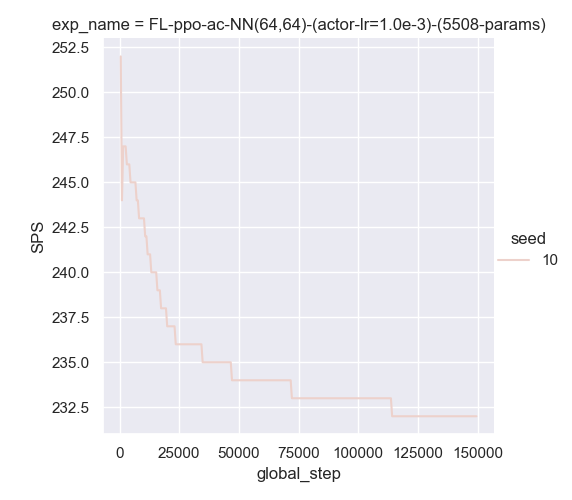 exp_name = FL-ppo-ac-NN(64,64)-(actor-lr=1.0e-3)-(5508-params)
252.5
250.0
247.5
245.0
242.5
240.0
237.5
235.0
232.5
SPS
seed
10
0 25000 50000 75000 100000 125000 150000
global_step